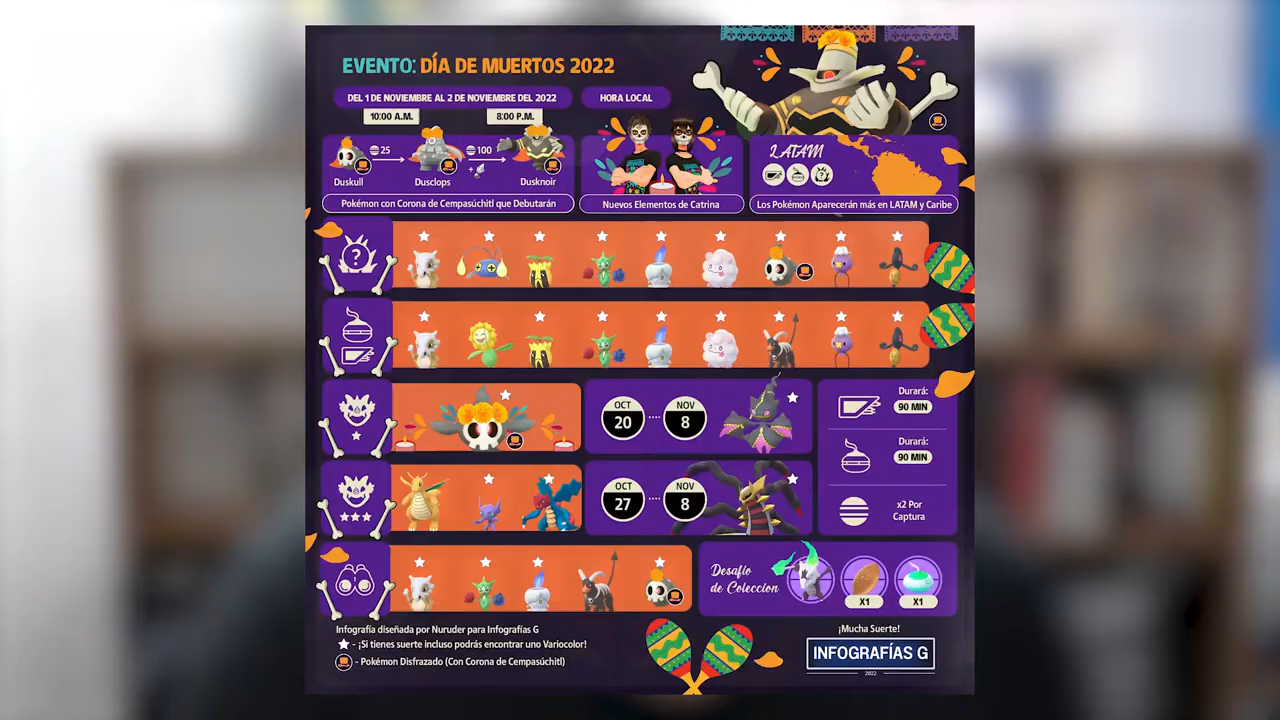 EVENTO: DÍA DE MUERTOS 2022
DEL 1 DE NOVIEMBRE AL 2 DE NOVIEMBRE DEL 2022
HORA LOCAL
10:00 A.M.
8:00 P.M.
25
100
+
Duskull
Dusclops
Dusknoir
Pokémon con Corona de Cempasúchitl que Debutarán
Nuevos Elementos de Catrina
LATAM
?
Los Pokémon Aparecerán más en LATAM y Caribe
?
OCT
20
NOV
8
OCT
27
NOV
8
Durará:
90 MIN
Durará:
90 MIN
x2 Por
Captura
Desafío
de Coleccion
X1
X1
Infografía diseñada por Nuruder para Infografías G
- ¡Si tienes suerte incluso podrás encontrar uno Variocolor!
- Pokémon Disfrazado (Con Corona de Cempasúchitl)
¡Mucha Suerte!
INFOGRAFÍAS G
2022